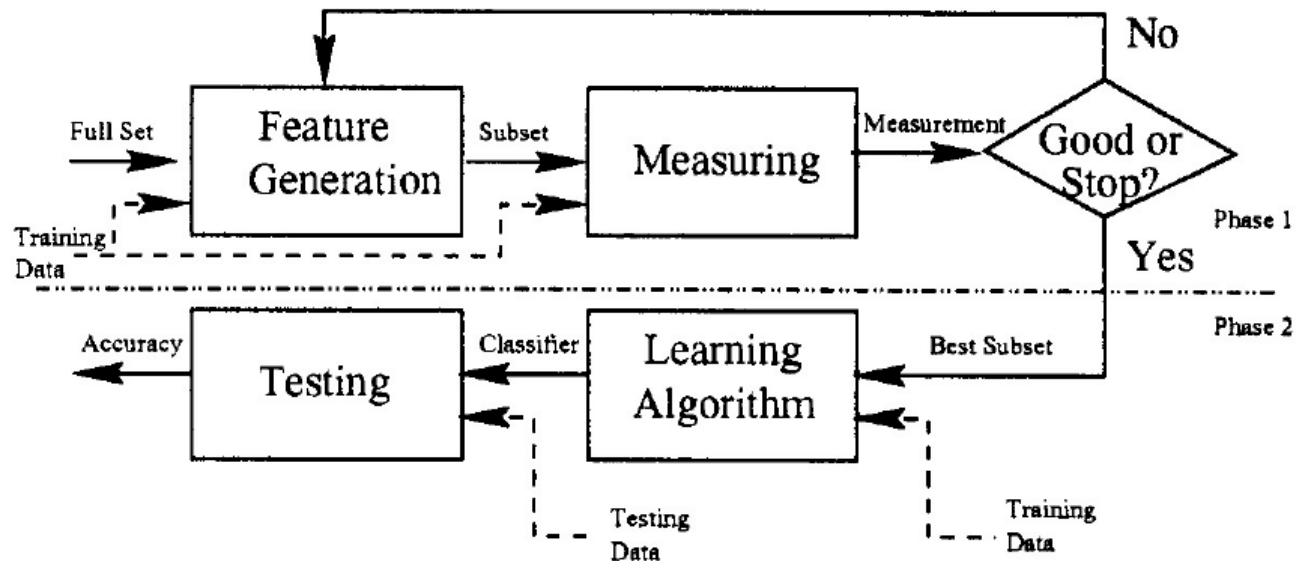 No
Full Set
Feature
Generation
Subset
Measuring
Measurement
Good or
Stop?
Training
Data
Phase 1
Yes
Phase 2
Accuracy
Testing
Classifier
Learning
Algorithm
Best Subset
Testing
Data
Training
Data